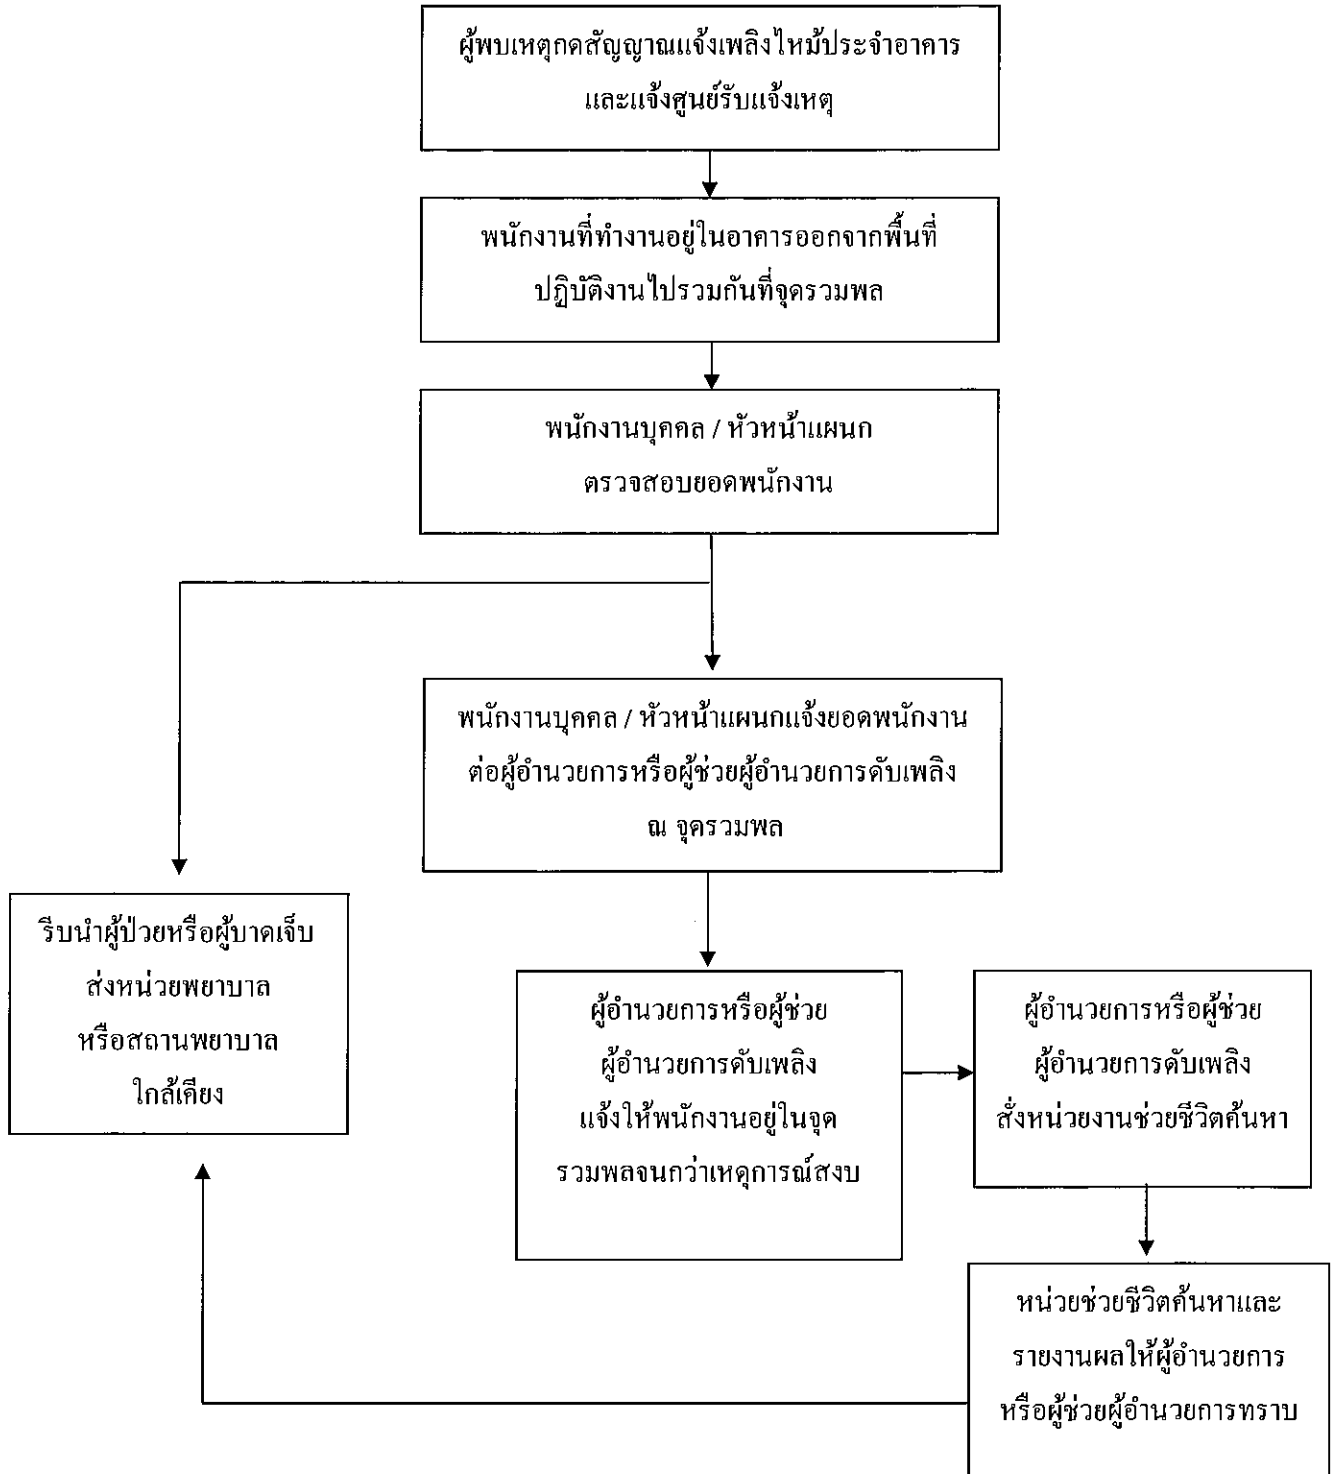 ผู้พบเหตุกดสัญญาณแจ้งเพลิงไหม้ประจำอาคาร
และแจ้งศูนย์รับแจ้งเหตุ
พนักงานที่ทำงานอยู่ในอาคารออกจากพื้นที่
ปฏิบัติงานไปรวมกันที่จุดรวมพล
พนักงานบุคคล / หัวหน้าแผนก
ตรวจสอบยอดพนักงาน
พนักงานบุคคล / หัวหน้าแผนกแจ้งยอดพนักงาน
ต่อผู้อำนวยการหรือผู้ช่วยผู้อำนวยการดับเพลิง
ณ จุดรวมพล
รีบนำผู้ป่วยหรือผู้บาดเจ็บ
ส่งหน่วยพยาบาล
หรือสถานพยาบาล
ใกล้เคียง
ผู้อำนวยการหรือผู้ช่วย
ผู้อำนวยการดับเพลิง
แจ้งให้พนักงานอยู่ในจุด
รวมพลจนกว่าเหตุการณ์สงบ
ผู้อำนวยการหรือผู้ช่วย
ผู้อำนวยการดับเพลิง
สั่งหน่วยงานช่วยชีวิตค้นหา
หน่วยช่วยชีวิตค้นหาและ
รายงานผลให้ผู้อำนวยการ
หรือผู้ช่วยผู้อำนวยการทราบ